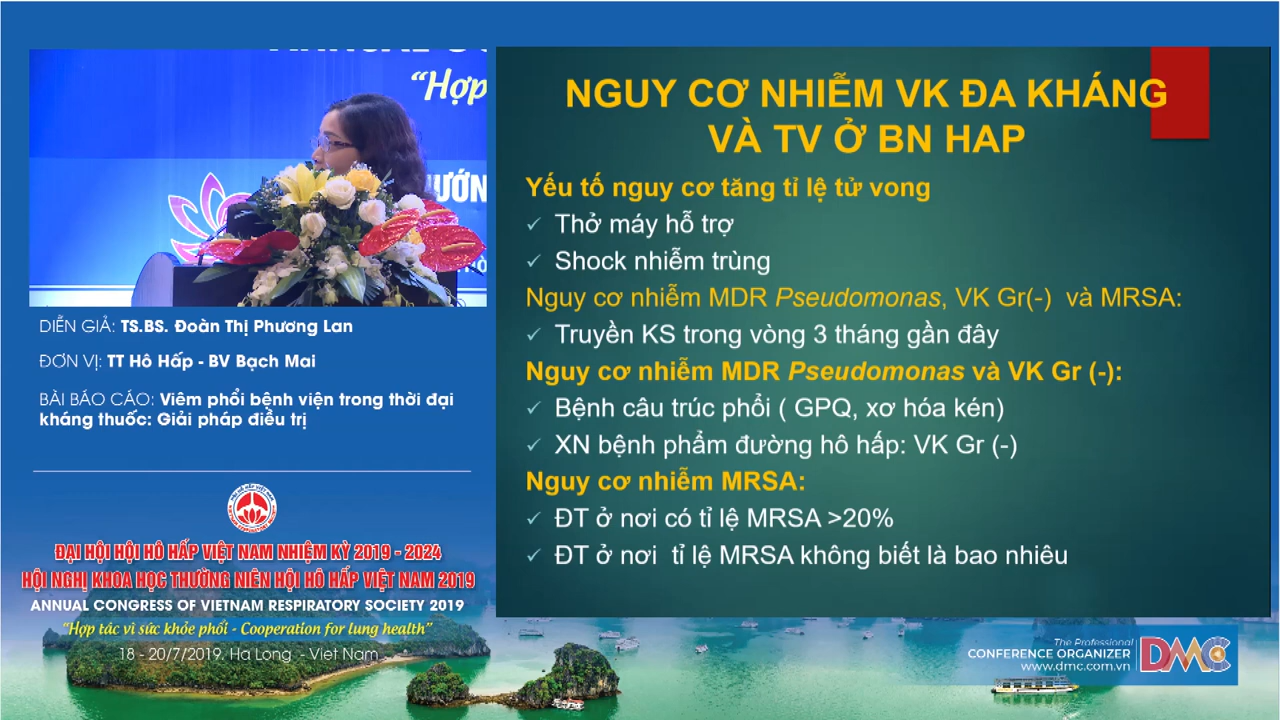 “Hợp
ƯỚN
DIỄN GIẢ: TS.BS. Đoàn Thị Phương Lan
ĐƠN VỊ: TT Hô Hấp - BV Bạch Mai
BÀI BÁO CÁO: Viêm phổi bệnh viện trong thời đại
kháng thuốc: Giải pháp điều trị
ĐẠI HỘI HỘI HÔ HẤP VIỆT NAM NHIỆM KỲ 2019 - 2024
HỘI NGHỊ KHOA HỌC THƯỜNG NIÊN HỘI HÔ HẤP VIỆT NAM 2019
ANNUAL CONGRESS OF VIETNAM RESPIRATORY SOCIETY 2019
“Hợp tác vì sức khỏe phổi - Cooperation for lung health”
18 - 20/7/2019. Ha Long - Viet Nam
NGUY CƠ NHIỄM VK ĐA KHÁNG
VÀ TV Ở BN HAP
Yếu tố nguy cơ tăng tỉ lệ tử vong
✓ Thở máy hỗ trợ
✓ Shock nhiễm trùng
Nguy cơ nhiễm MDR Pseudomonas, VK Gr(-) và MRSA:
✓ Truyền KS trong vòng 3 tháng gần đây
Nguy cơ nhiễm MDR Pseudomonas và VK Gr (-):
✓ Bệnh câu trúc phổi ( GPQ, xơ hóa kén)
✓ XN bệnh phẩm đường hô hấp: VK Gr (-)
Nguy cơ nhiễm MRSA:
✓ ĐT ở nơi có tỉ lệ MRSA >20%
✓ ĐT ở nơi tỉ lệ MRSA không biết là bao nhiêu
The Professional
CONFERENCE ORGANIZER
www.dmc.com.vn
DMC